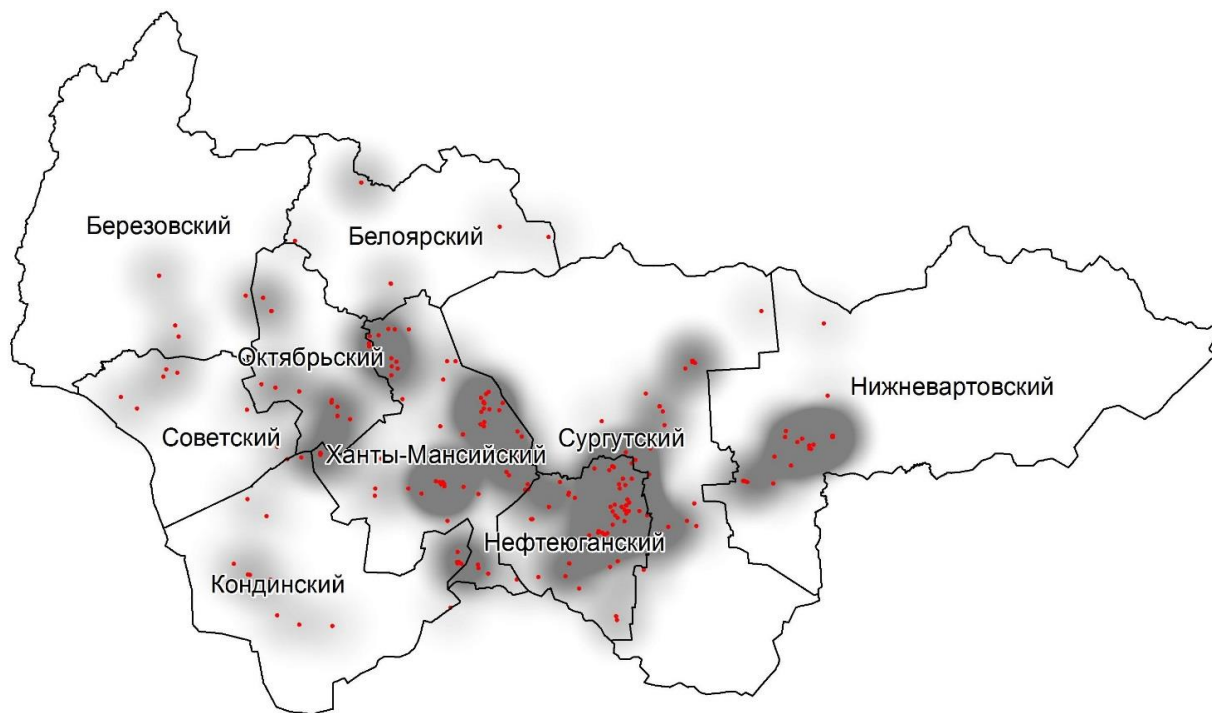 Березовский
Белоярский
Октябрьский
Нижневартовский
Советский
Сургутский
Ханты-Мансийский
Нефтеюганский
Кондинский